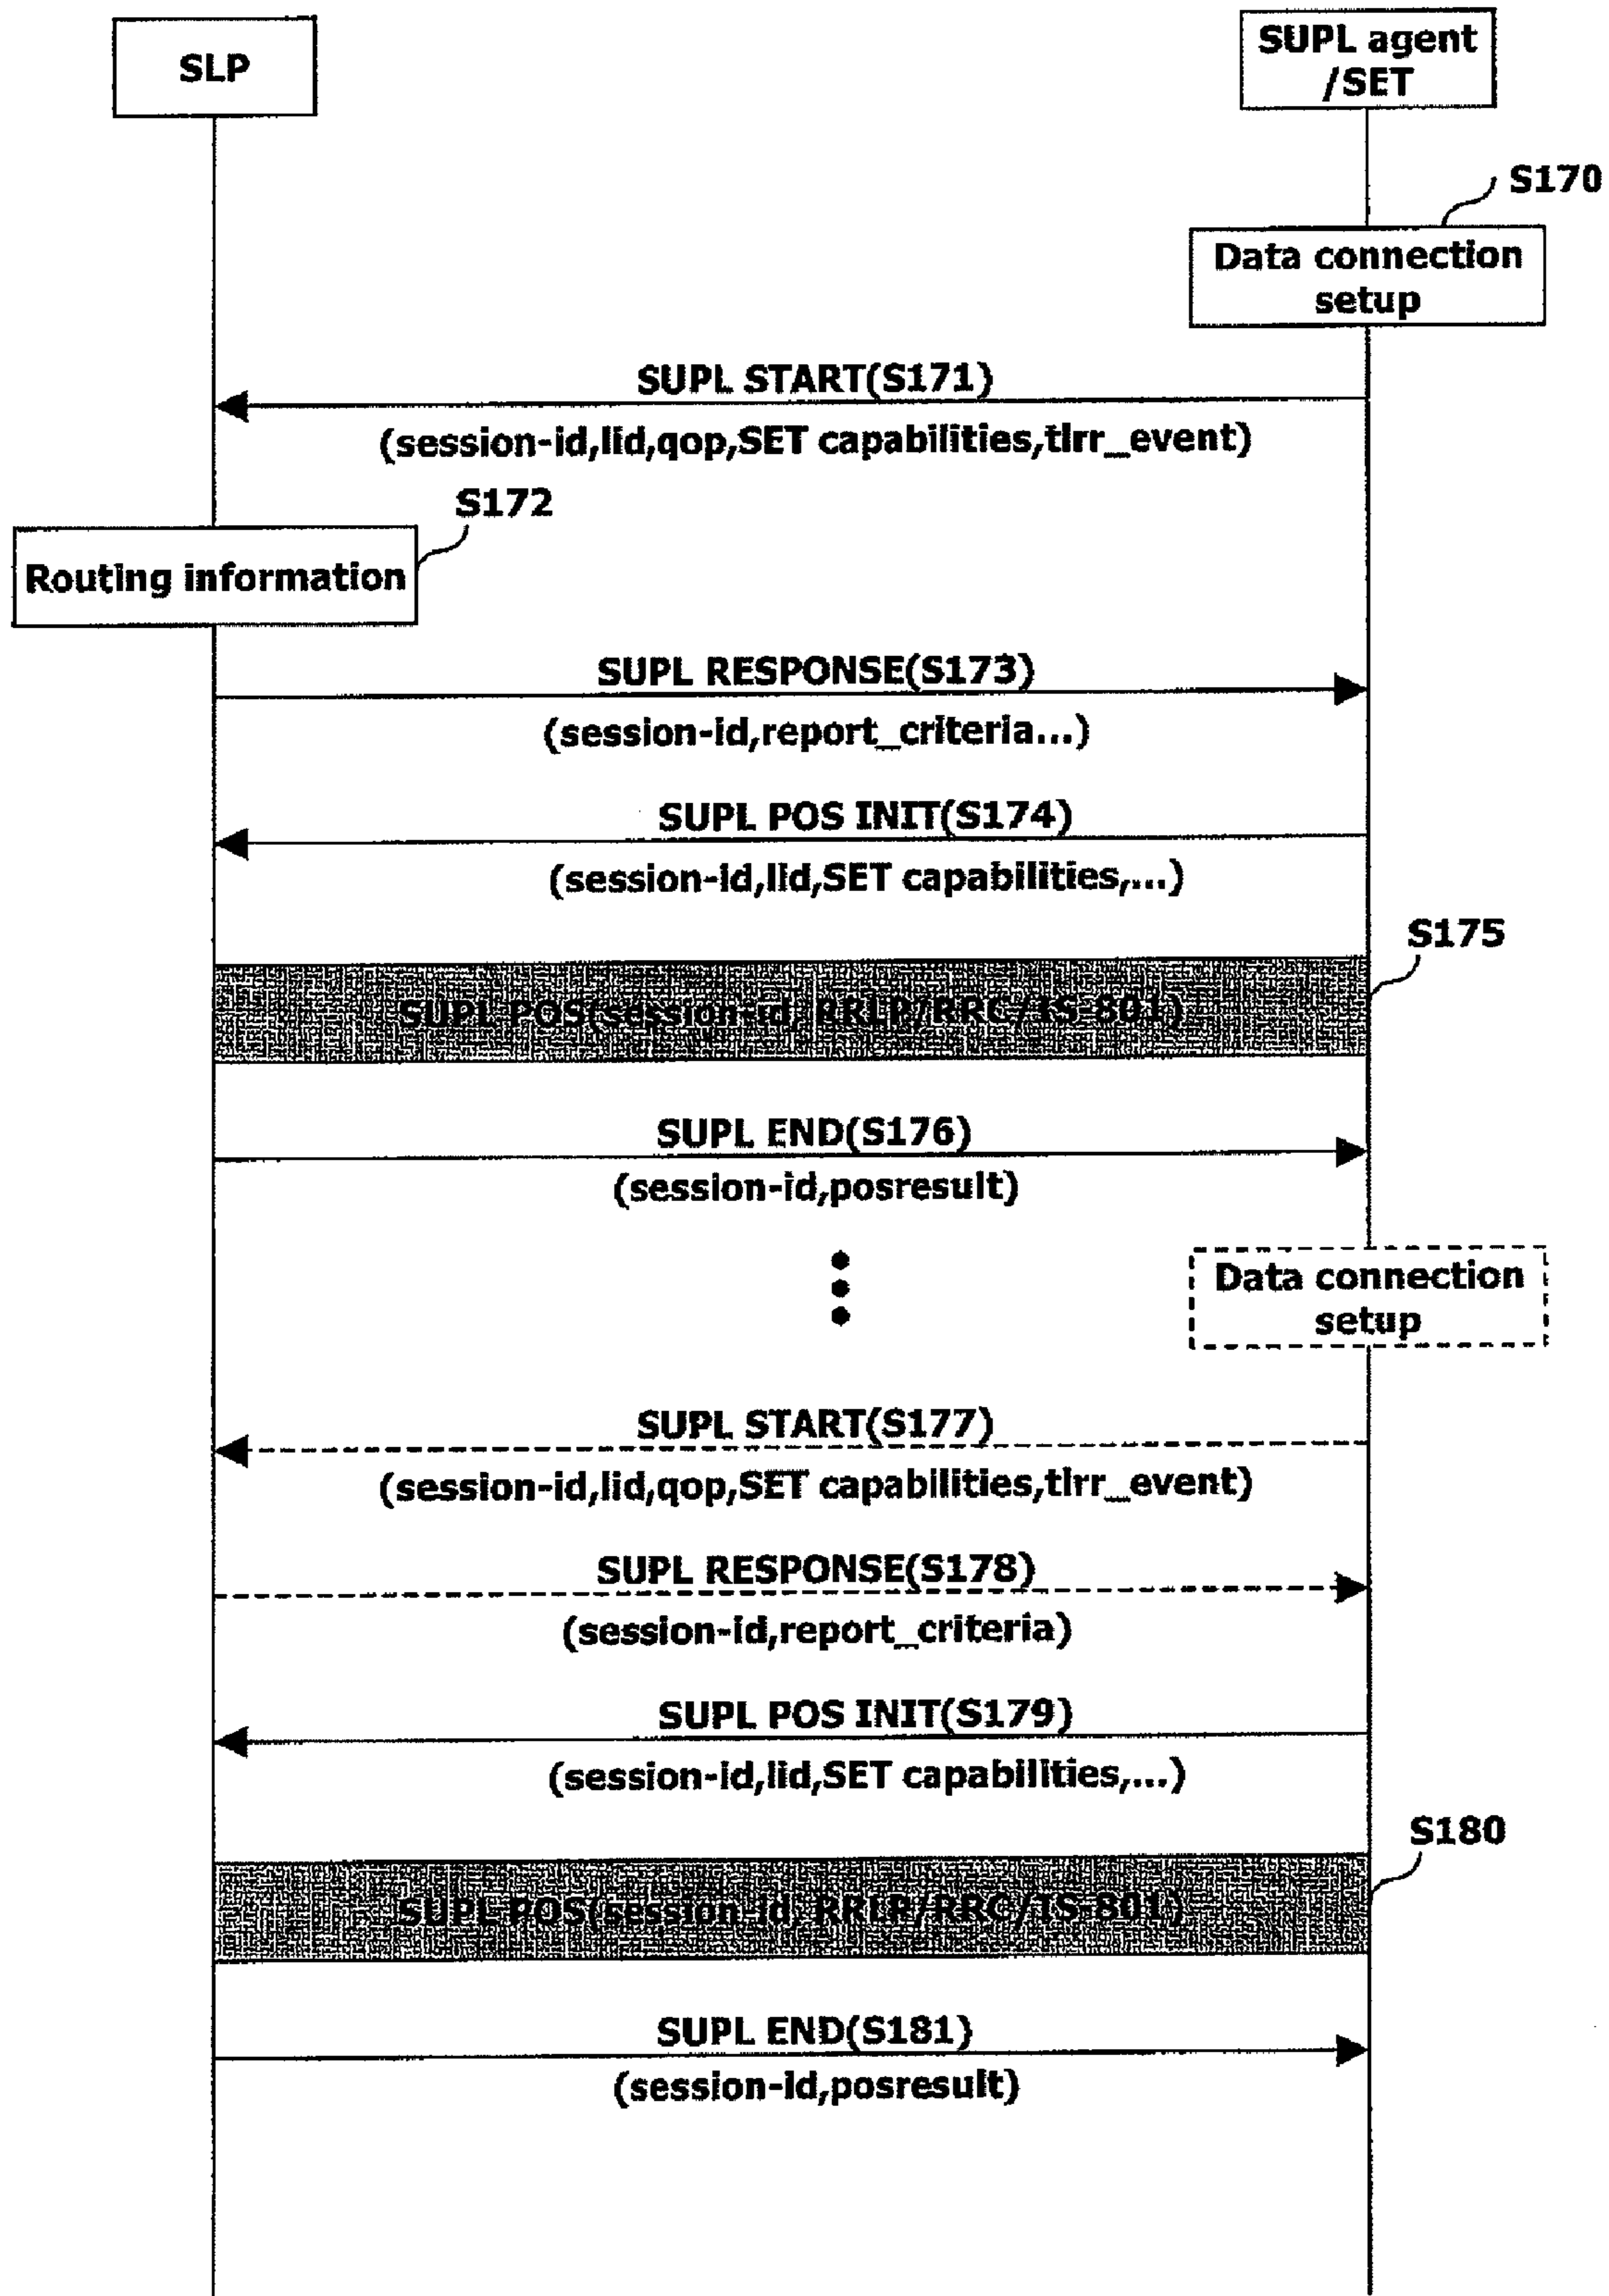 SLP
SUPL agent
/SET
S170
Data connection
setup
SUPL START(S171)
(session-id,lid,qop,SET capabilities,tlrr_event)
S172
Routing information
SUPL RESPONSE(S173)
(session-id,report_criteria...)
SUPL POS INIT(S174)
(session-id,lid,SET capabilities,...)
S175
SUPL POS(session-id, RRLP/RRC/IS-801)
SUPL END(S176)
(session-id,posresult)
Data connection
setup
SUPL START(S177)
(session-id,lid,qop,SET capabilities,tlrr_event)
SUPL RESPONSE(S178)
(session-id,report_criteria)
SUPL POS INIT(S179)
(session-id,lid,SET capabilities,...)
S180
SUPL POS(session-id, RRLP/RRC/IS-801)
SUPL END(S181)
(session-id,posresult)